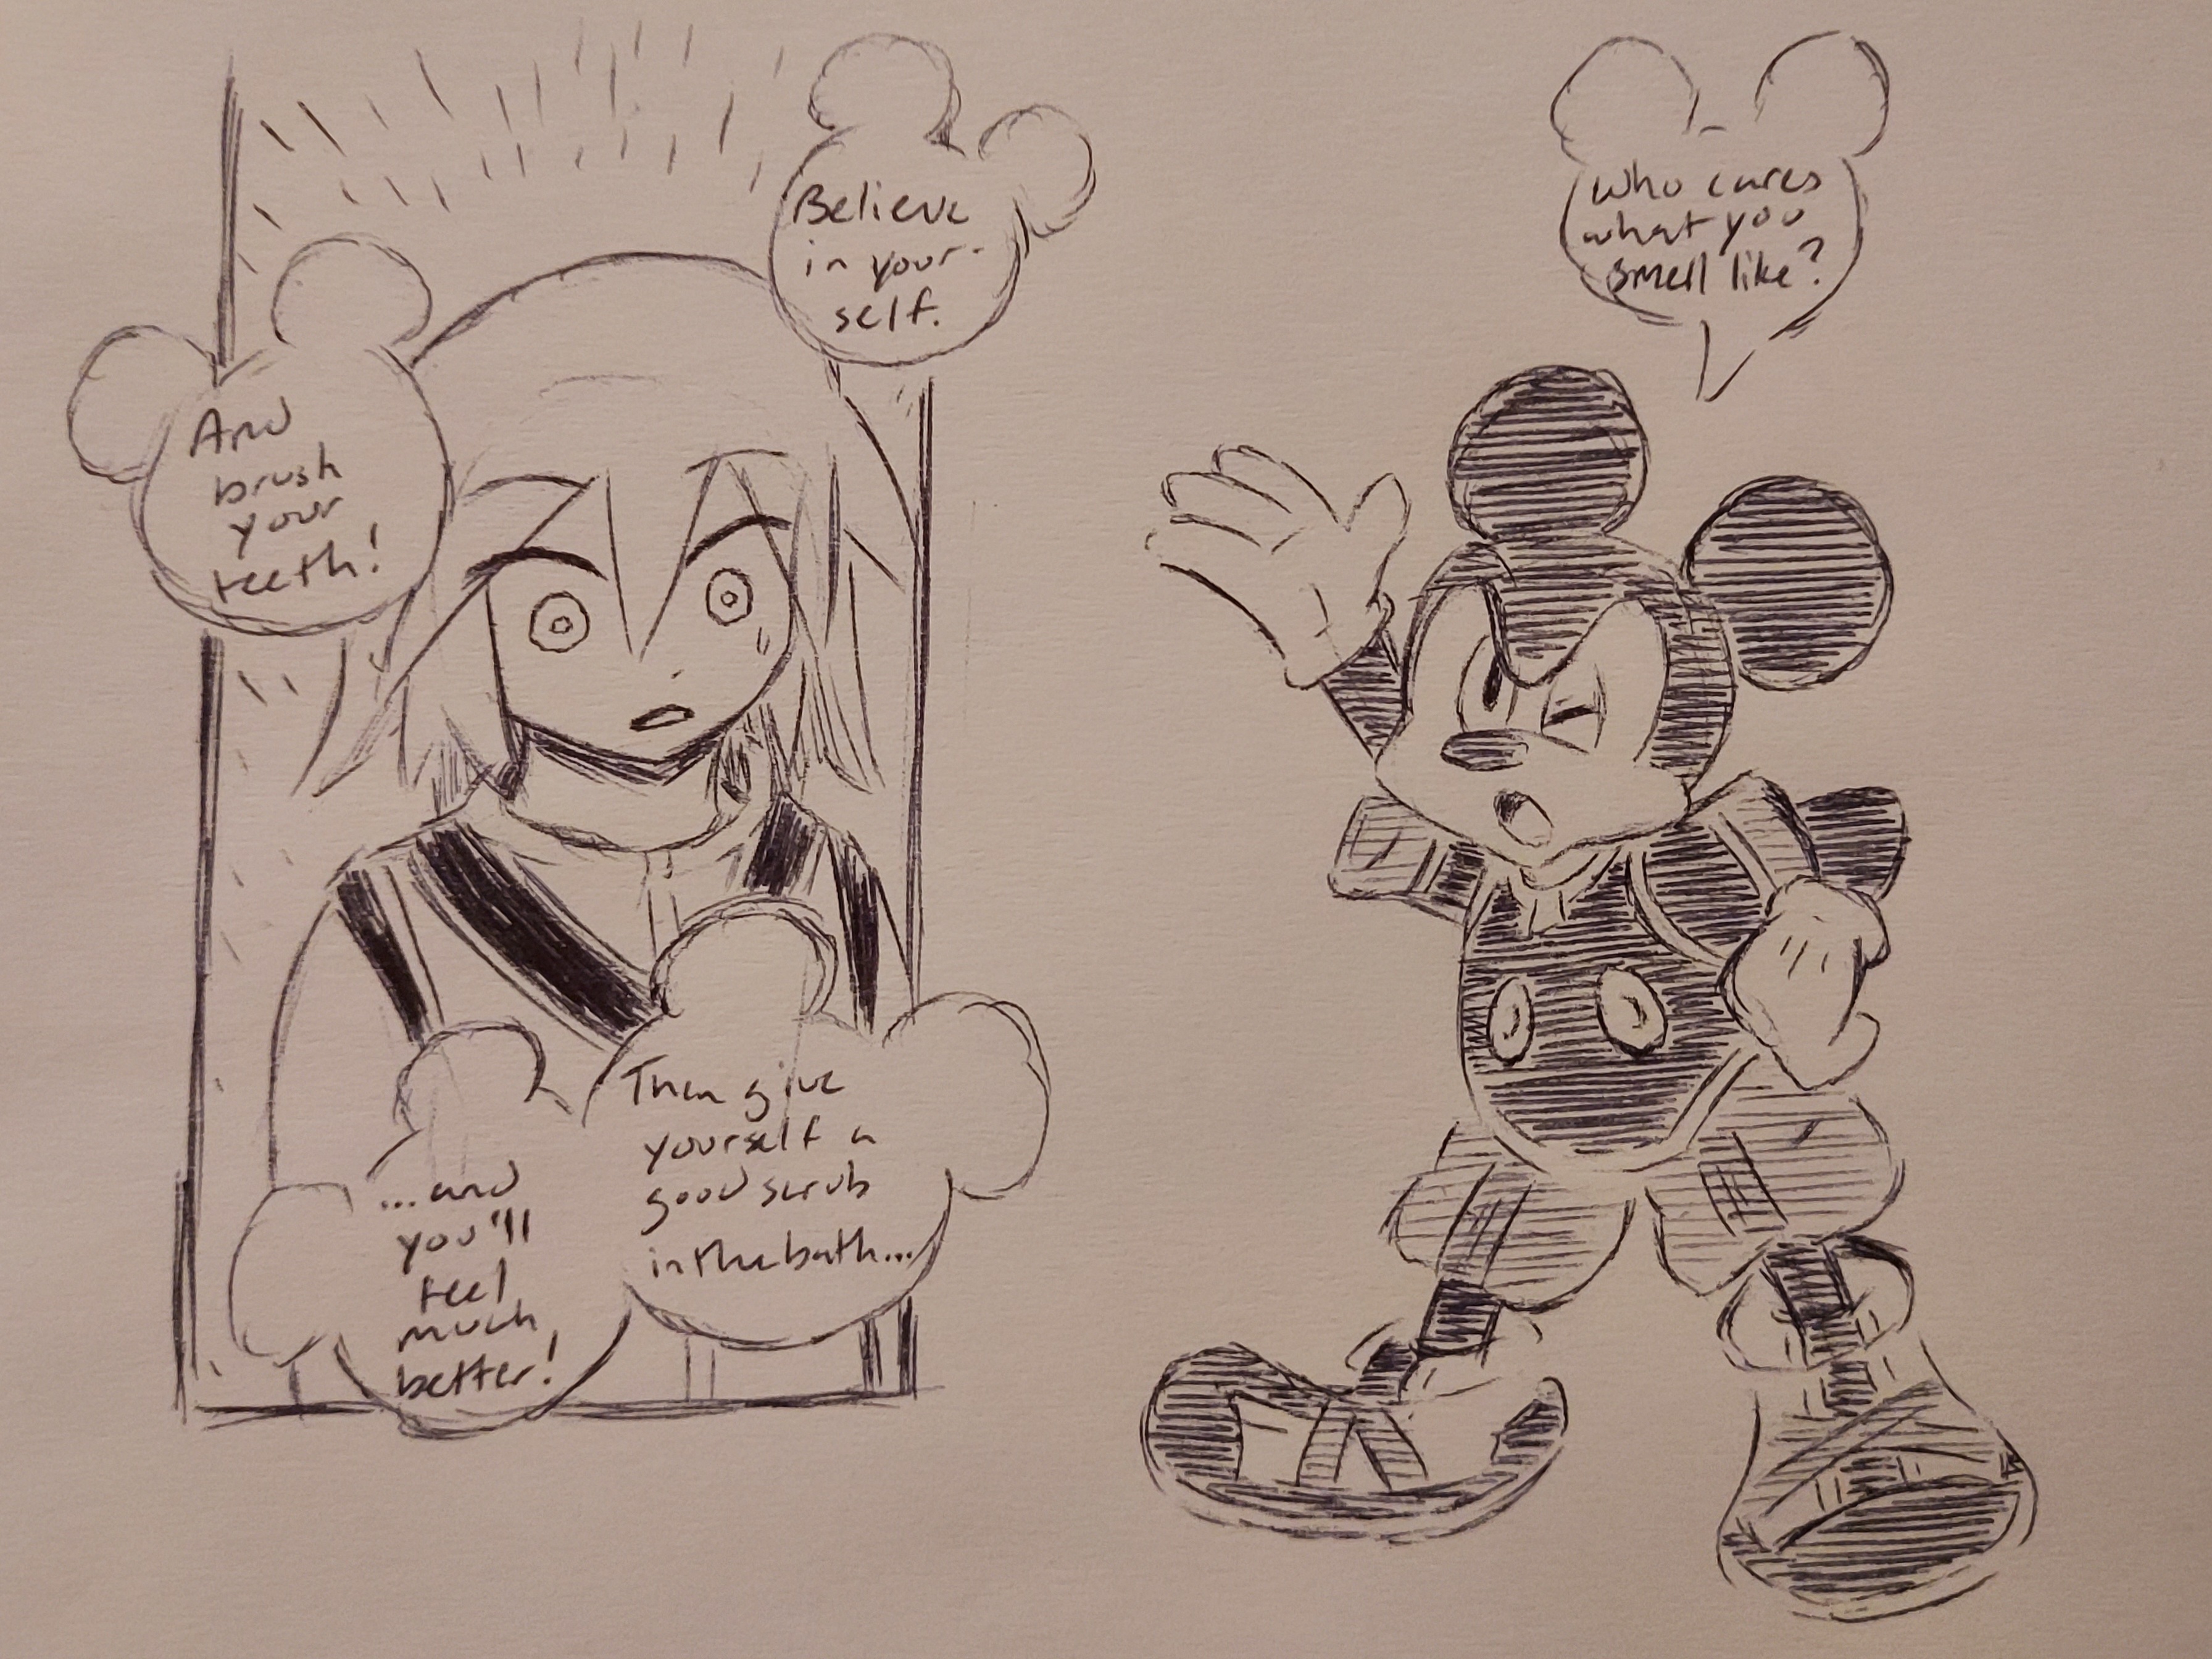 Who cares
what you
smell like?
Believe
in your-
self.
And
brush
your
teeth!
Then give
yourself a
good scrub
in the bath...
...and
you'll
feel
much
better!